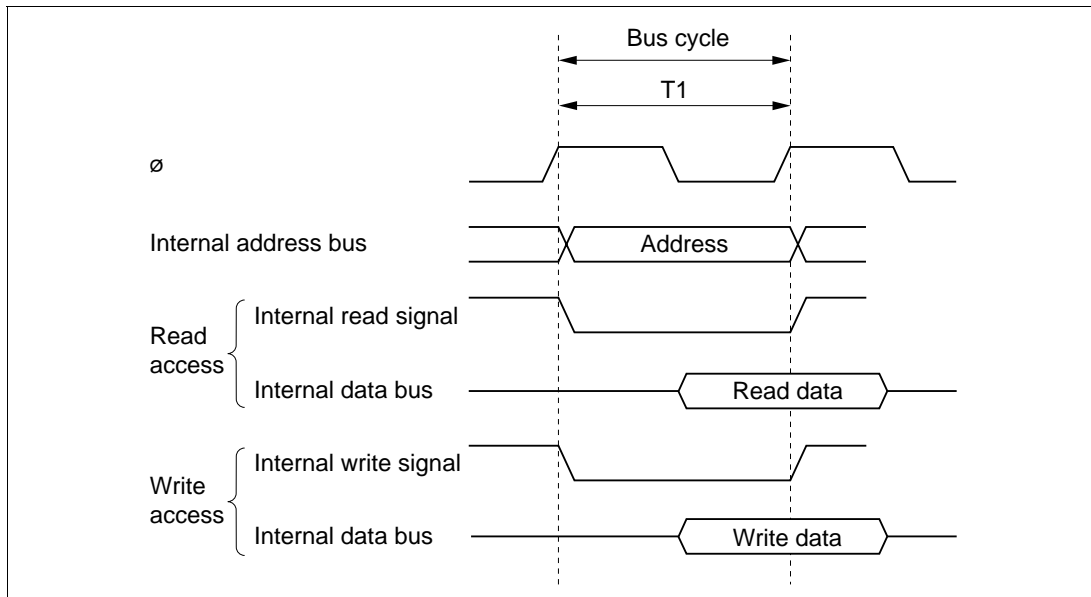 Bus cycle
T1
ø
Internal address bus
Address
Read
access
Internal read signal
Internal data bus
Read data
Write
access
Internal write signal
Internal data bus
Write data